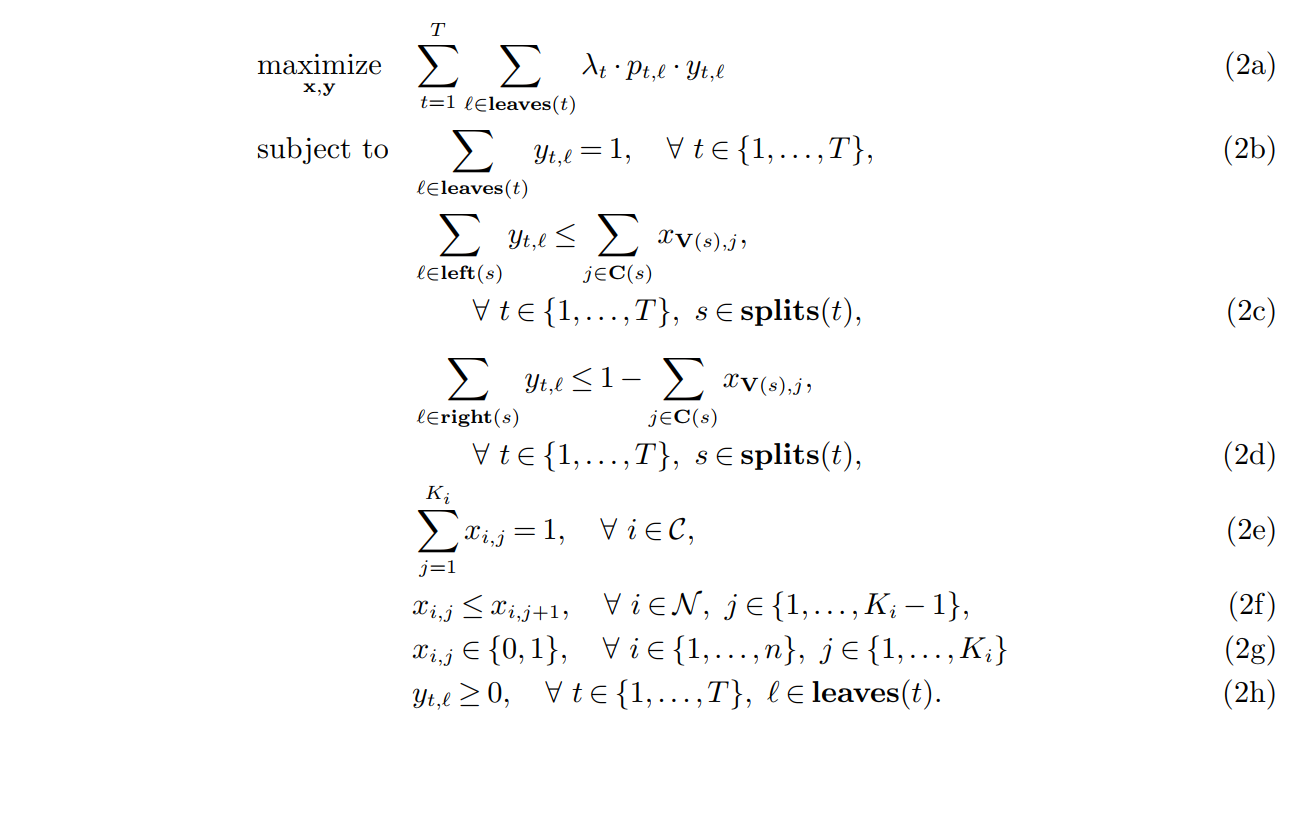 maximize_{x,y} ∑_{t=1}^{T} ∑_{ℓ∈leaves(t)} λ_t · p_{t,ℓ} · y_{t,ℓ} (2a)
subject to ∑_{ℓ∈leaves(t)} y_{t,ℓ} = 1, ∀ t ∈ {1, …, T}, (2b)
∑_{ℓ∈left(s)} y_{t,ℓ} ≤ ∑_{j∈C(s)} x_{V(s),j},
∀ t ∈ {1, …, T}, s ∈ splits(t), (2c)
∑_{ℓ∈right(s)} y_{t,ℓ} ≤ 1 − ∑_{j∈C(s)} x_{V(s),j},
∀ t ∈ {1, …, T}, s ∈ splits(t), (2d)
∑_{j=1}^{K_i} x_{i,j} = 1, ∀ i ∈ 𝒞, (2e)
x_{i,j} ≤ x_{i,j+1}, ∀ i ∈ 𝒩, j ∈ {1, …, K_i − 1}, (2f)
x_{i,j} ∈ {0, 1}, ∀ i ∈ {1, …, n}, j ∈ {1, …, K_i} (2g)
y_{t,ℓ} ≥ 0, ∀ t ∈ {1, …, T}, ℓ ∈ leaves(t). (2h)